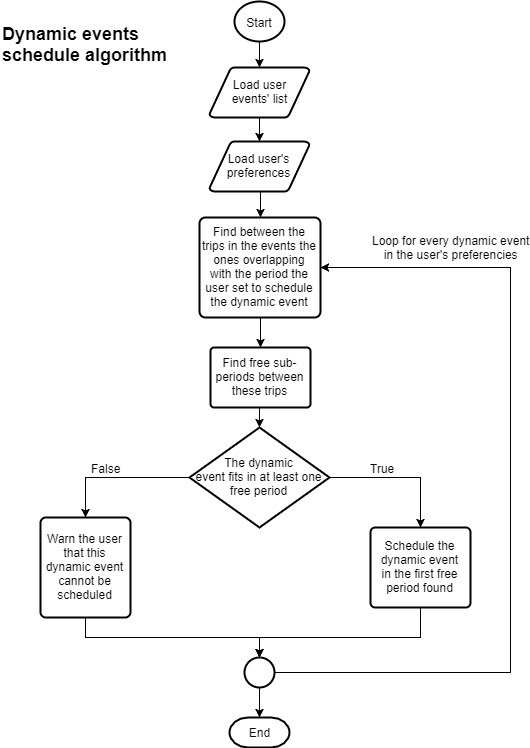 Dynamic events
schedule algorithm
Start
Load user
events' list
Load user's
preferences
Find between the
trips in the events the
ones overlapping
with the period the
user set to schedule
the dynamic event
Loop for every dynamic event
in the user's preferencies
Find free sub-
periods between
these trips
The dynamic
event fits in at least one
free period
False
True
Warn the user
that this
dynamic event
cannot be
scheduled
Schedule the
dynamic event
in the first free
period found
End